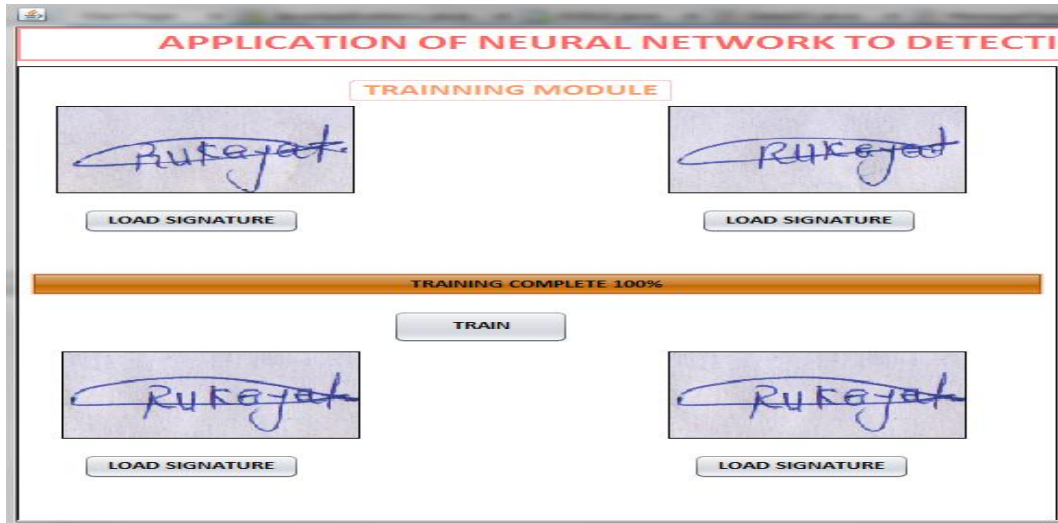 APPLICATION OF NEURAL NETWORK TO DETECTI
TRAINNING MODULE
Rukayat Rukayat
LOAD SIGNATURE LOAD SIGNATURE
TRAINING COMPLETE 100%
TRAIN
Rukayat Rukayat
LOAD SIGNATURE LOAD SIGNATURE